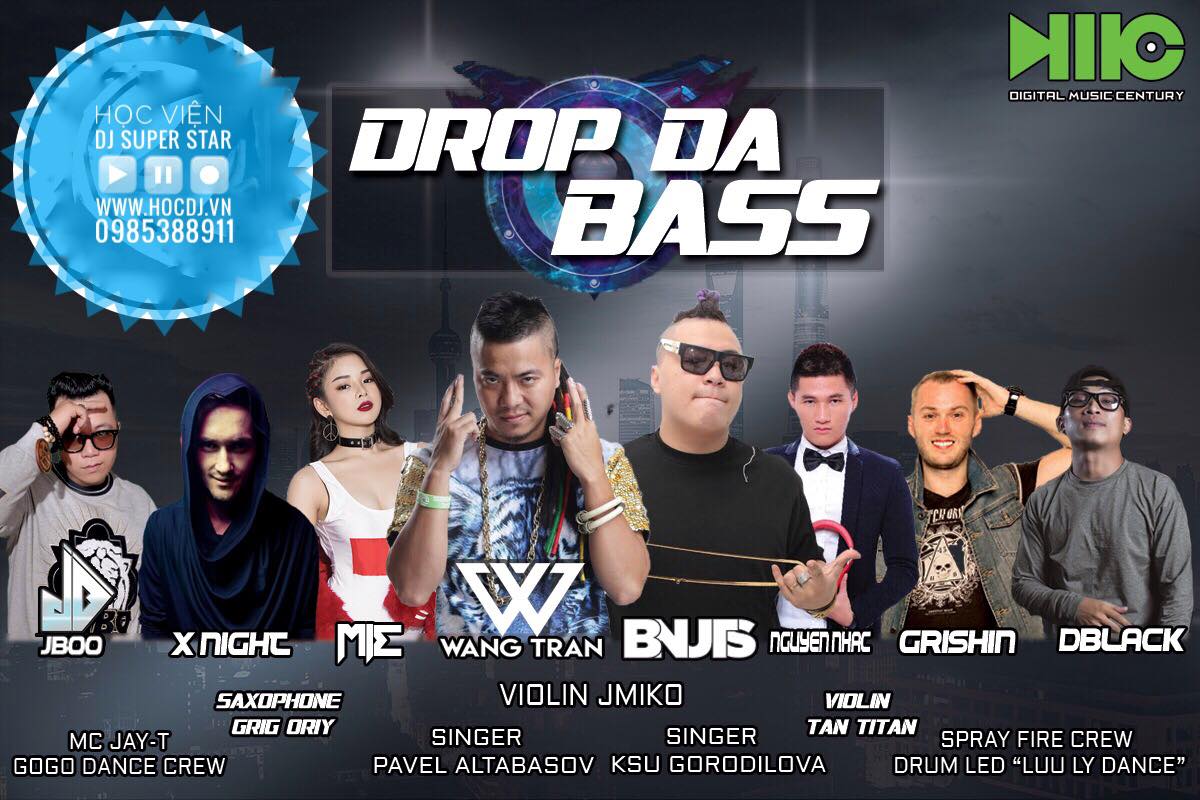 HỌC VIỆN
DJ SUPER STAR
WWW.HOCDJ.VN
0985388911
DROP DA
BASS
DMC
DIGITAL MUSIC CENTURY
JBOO
X NIGHT
MIE
WANG TRAN
BNJIS
NGUYEN NHAC
GRISHIN
DBLACK
SAXOPHONE
GRIG ORIY
VIOLIN JMIKO
VIOLIN
TAN TITAN
MC JAY-T
GOGO DANCE CREW
SINGER
PAVEL ALTABASOV
SINGER
KSU GORODILOVA
SPRAY FIRE CREW
DRUM LED “LUU LY DANCE”